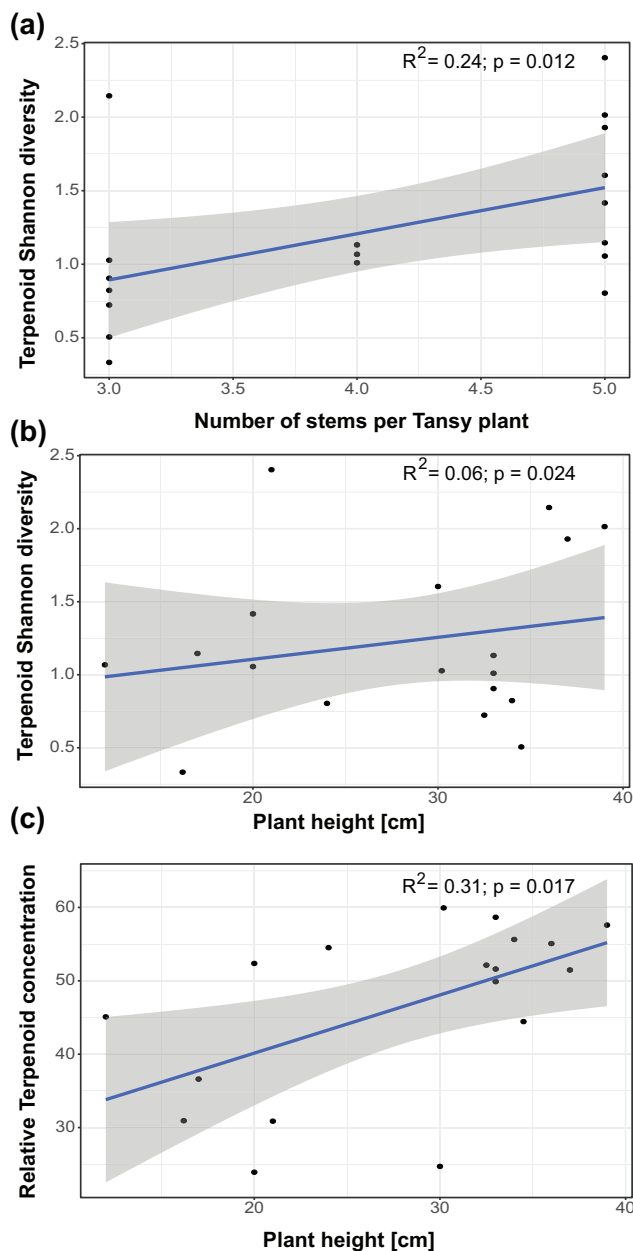 (a)
R2= 0.24; p = 0.012
Terpenoid Shannon diversity
2.5
2.0
1.5
1.0
0.5
3.0 3.5 4.0 4.5 5.0
Number of stems per Tansy plant
(b)
R2= 0.06; p = 0.024
Terpenoid Shannon diversity
2.5
2.0
1.5
1.0
0.5
20 30 40
Plant height [cm]
(c)
R2= 0.31; p = 0.017
Relative Terpenoid concentration
60
50
40
30
20 30 40
Plant height [cm]